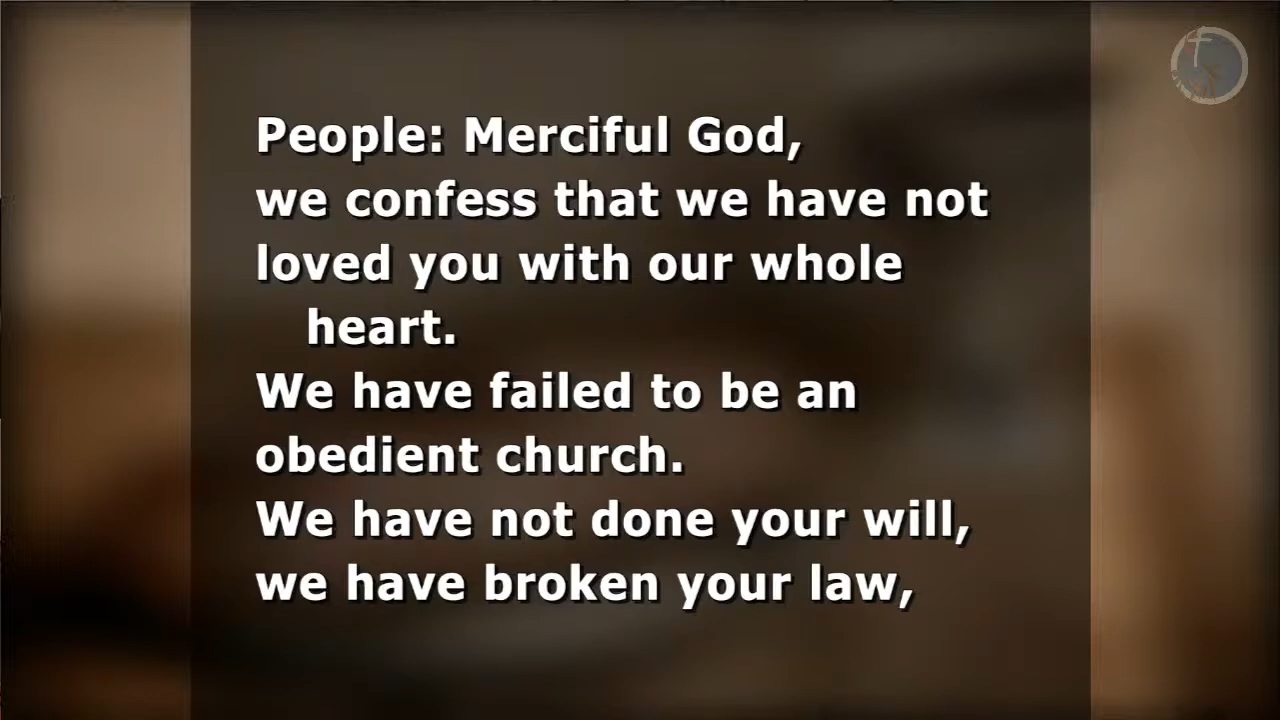 People: Merciful God,
we confess that we have not
loved you with our whole
heart.
We have failed to be an
obedient church.
We have not done your will,
we have broken your law,